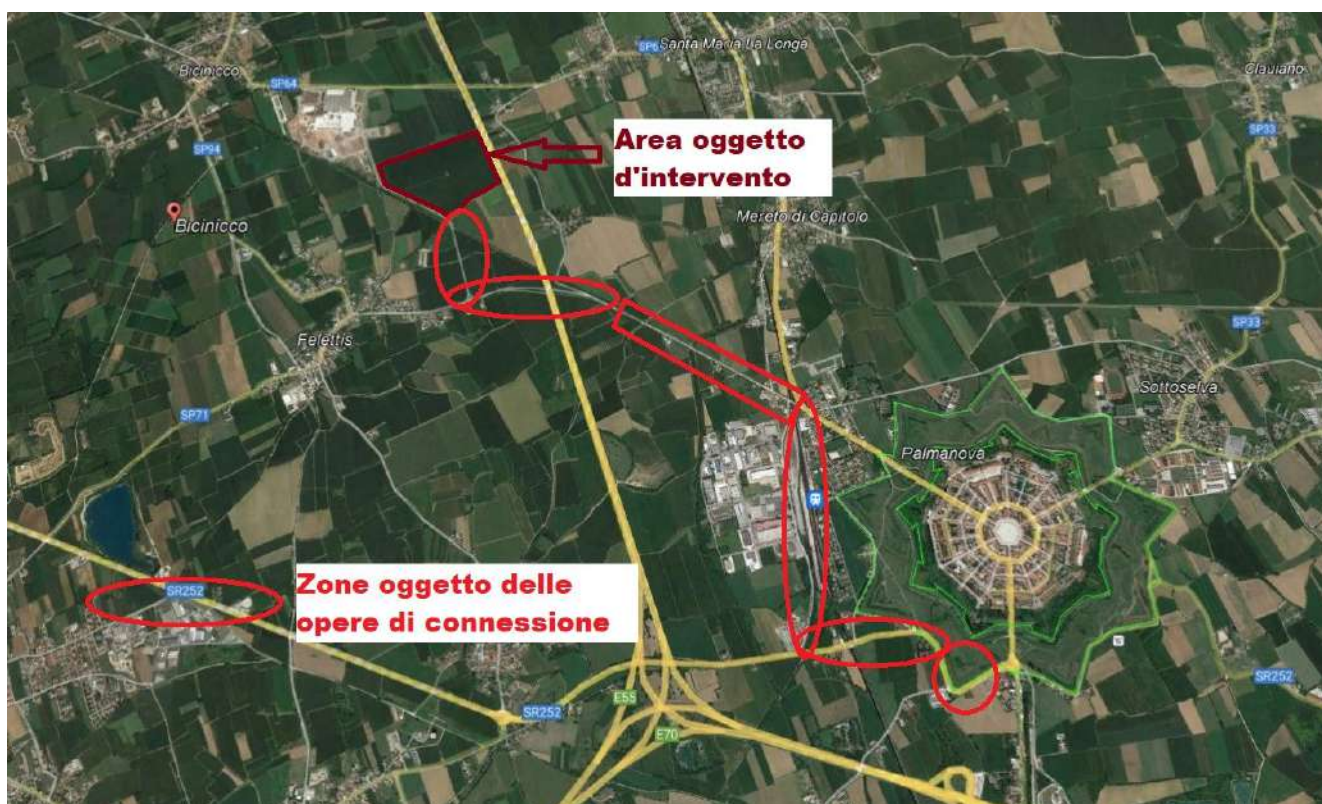 Santa Maria La Longa
SP6
Bicinicco
SP64
Clauiano
SP33
Area oggetto
d'intervento
SP94
Bicinicco
Mereto di Capitolo
SP33
Felettis
Sottoselva
SP71
Palmanova
Zone oggetto delle
opere di connessione
SR252
SR252
SR252
E55
E70